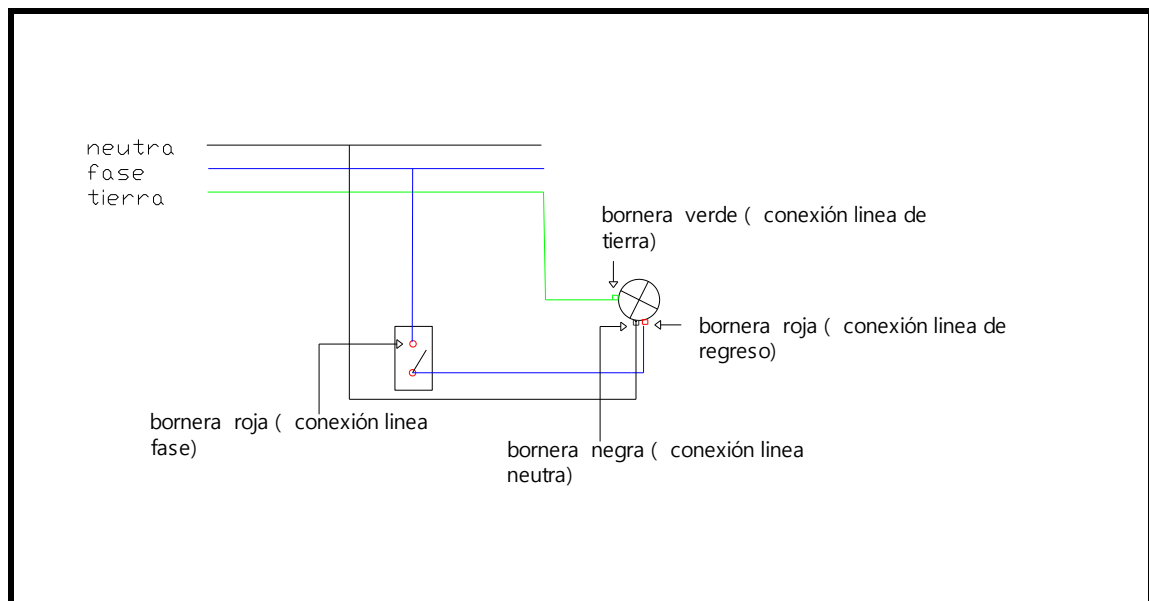 neutra
fase
tierra
bornera verde ( conexión linea de
tierra)
bornera roja ( conexión linea de
regreso)
bornera roja ( conexión linea
fase)
bornera negra ( conexión linea
neutra)